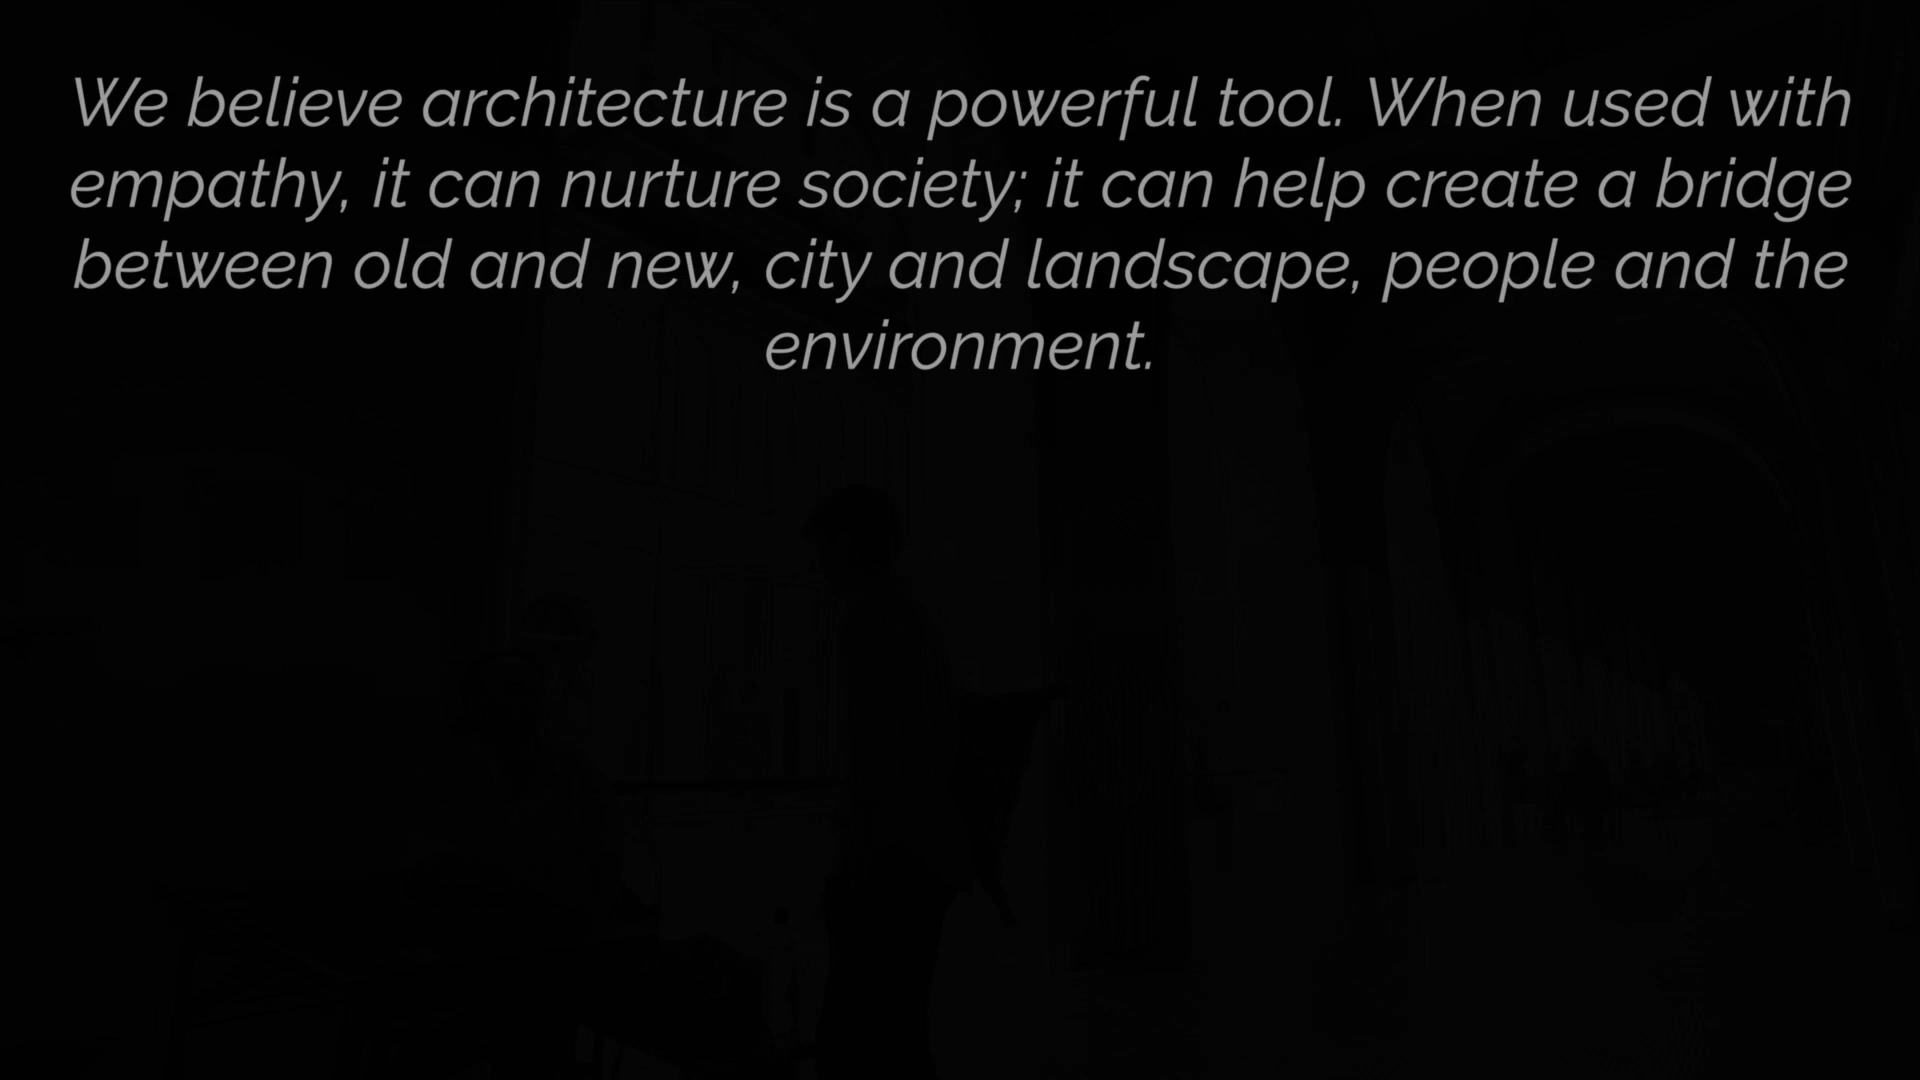 We believe architecture is a powerful tool. When used with
empathy, it can nurture society; it can help create a bridge
between old and new, city and landscape, people and the
environment.